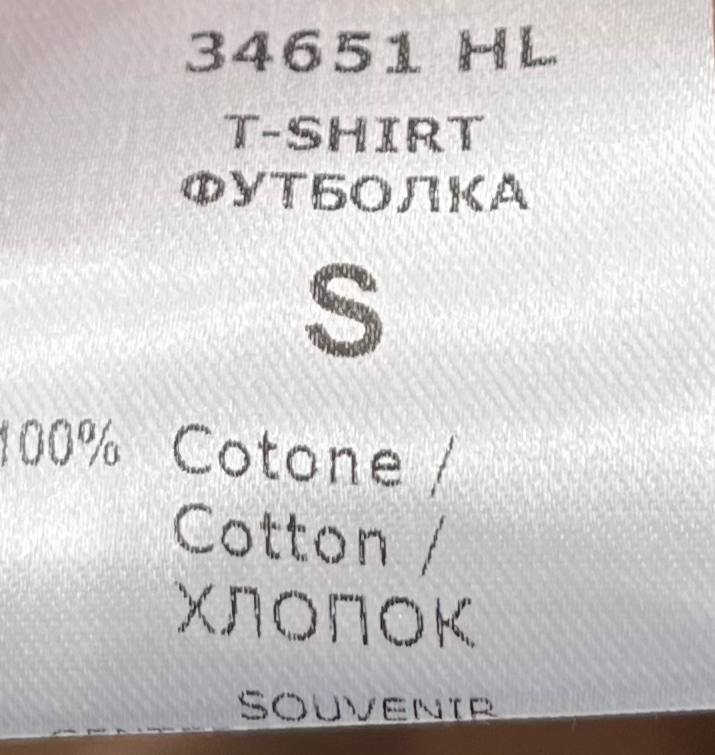 34651 HL
T-SHIRT
ФУТБОЛКА
S
100% Cotone /
Cotton /
ХЛОПОК
SOUVENIR